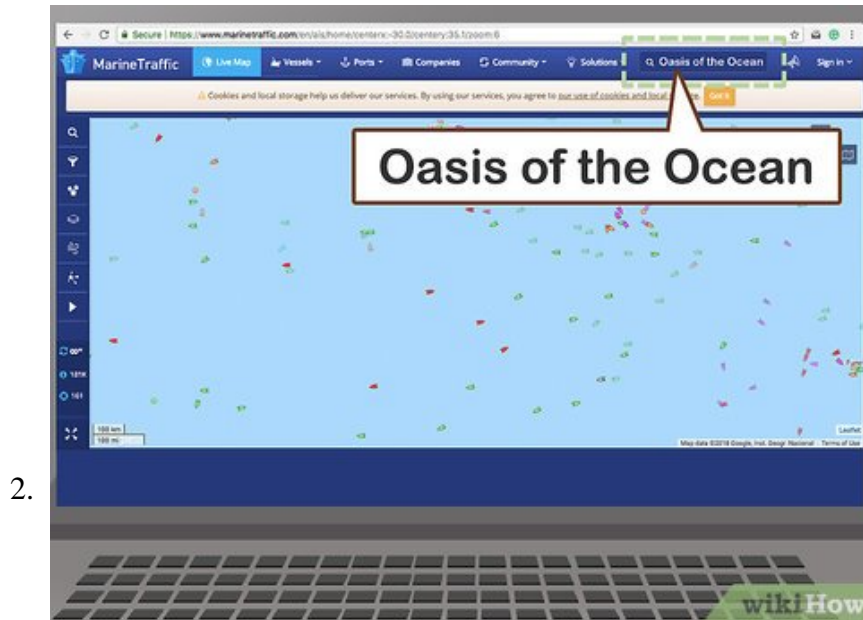 Secure https://www.marinetraffic.com/en/ais/home/centerx:-30.0/centery:35.1/zoom:6
MarineTraffic Live Map Vessels Ports Companies Community Solutions Oasis of the Ocean Sign in
Cookies and local storage help us deliver our services. By using our services, you agree to our use of cookies and local Got it
Oasis of the Ocean
100 km
100 mi
Leaflet
Map data ©2018 Google, Inst. Geogr. Nacional Terms of Use
2.
wikiHow